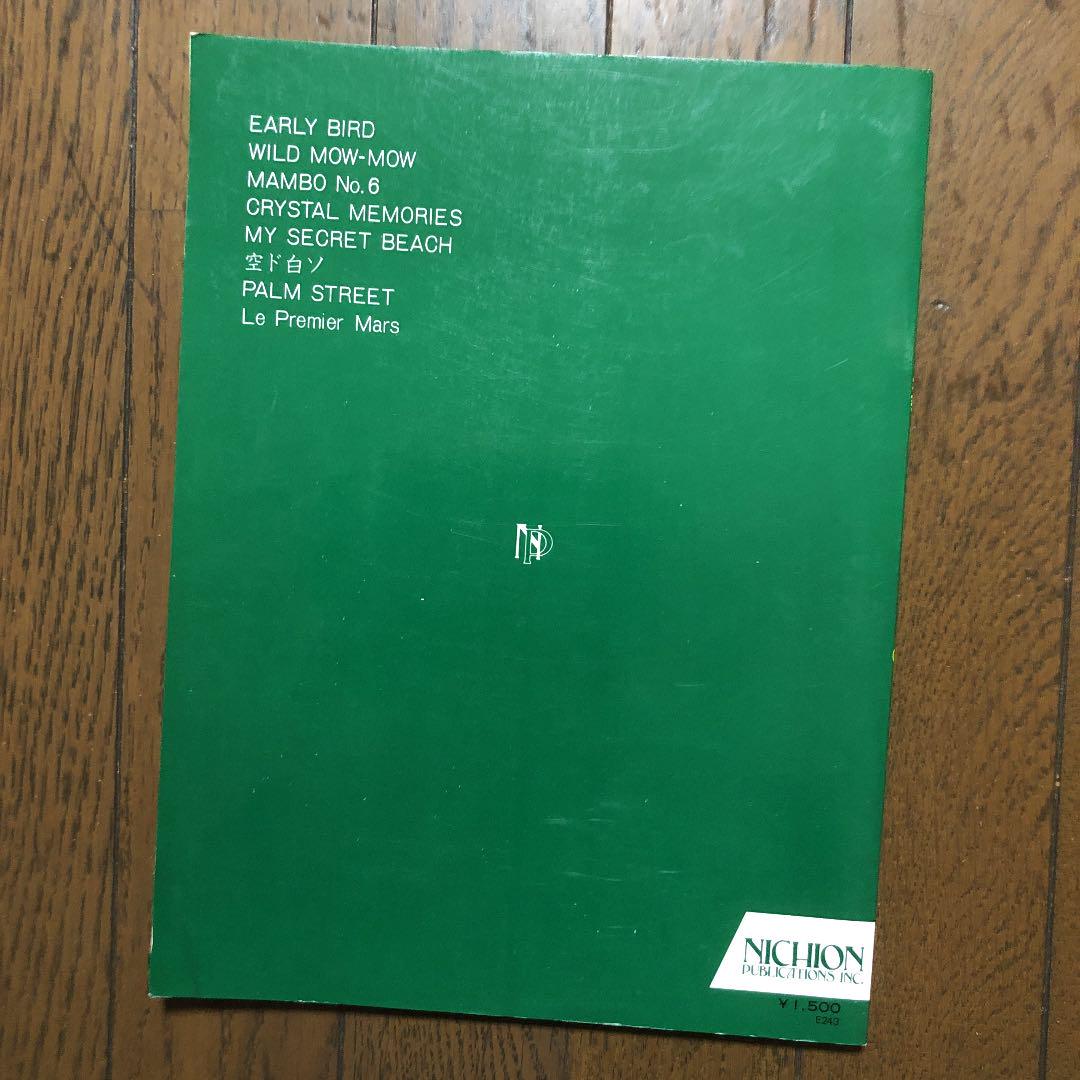 EARLY BIRD
WILD MOW-MOW
MAMBO No.6
CRYSTAL MEMORIES
MY SECRET BEACH
空ド白ソ
PALM STREET
Le Premier Mars
NP
NICHION
PUBLICATIONS INC.
¥1,500
E243